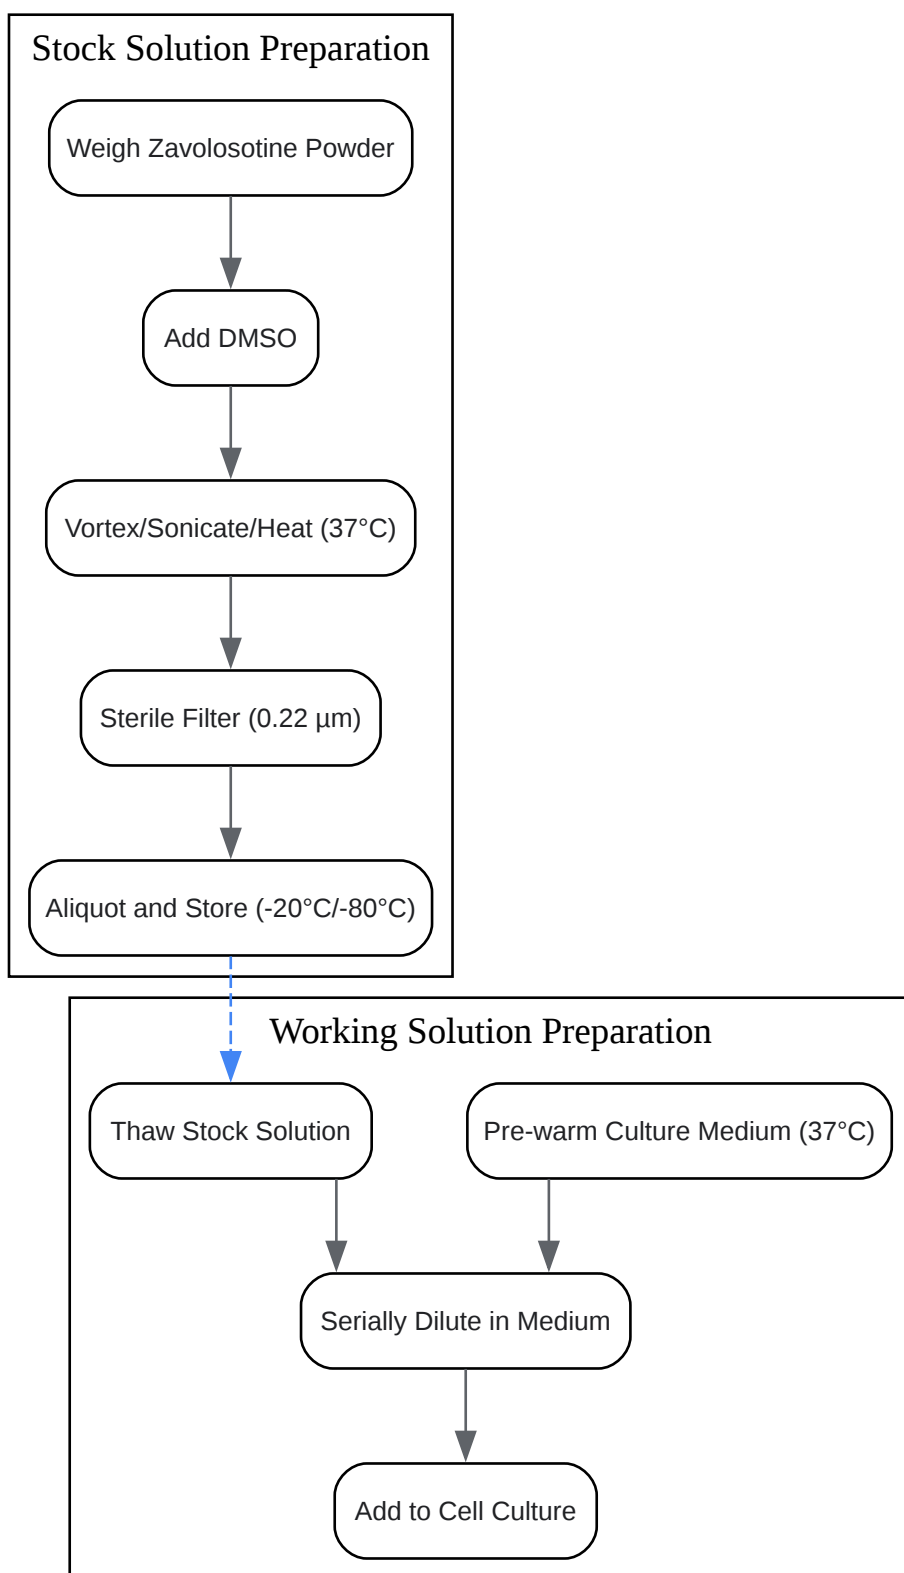 Stock Solution Preparation
Weigh Zavolosotine Powder
Add DMSO
Vortex/Sonicate/Heat (37°C)
Sterile Filter (0.22 µm)
Aliquot and Store (-20°C/-80°C)
Working Solution Preparation
Thaw Stock Solution
Pre-warm Culture Medium (37°C)
Serially Dilute in Medium
Add to Cell Culture